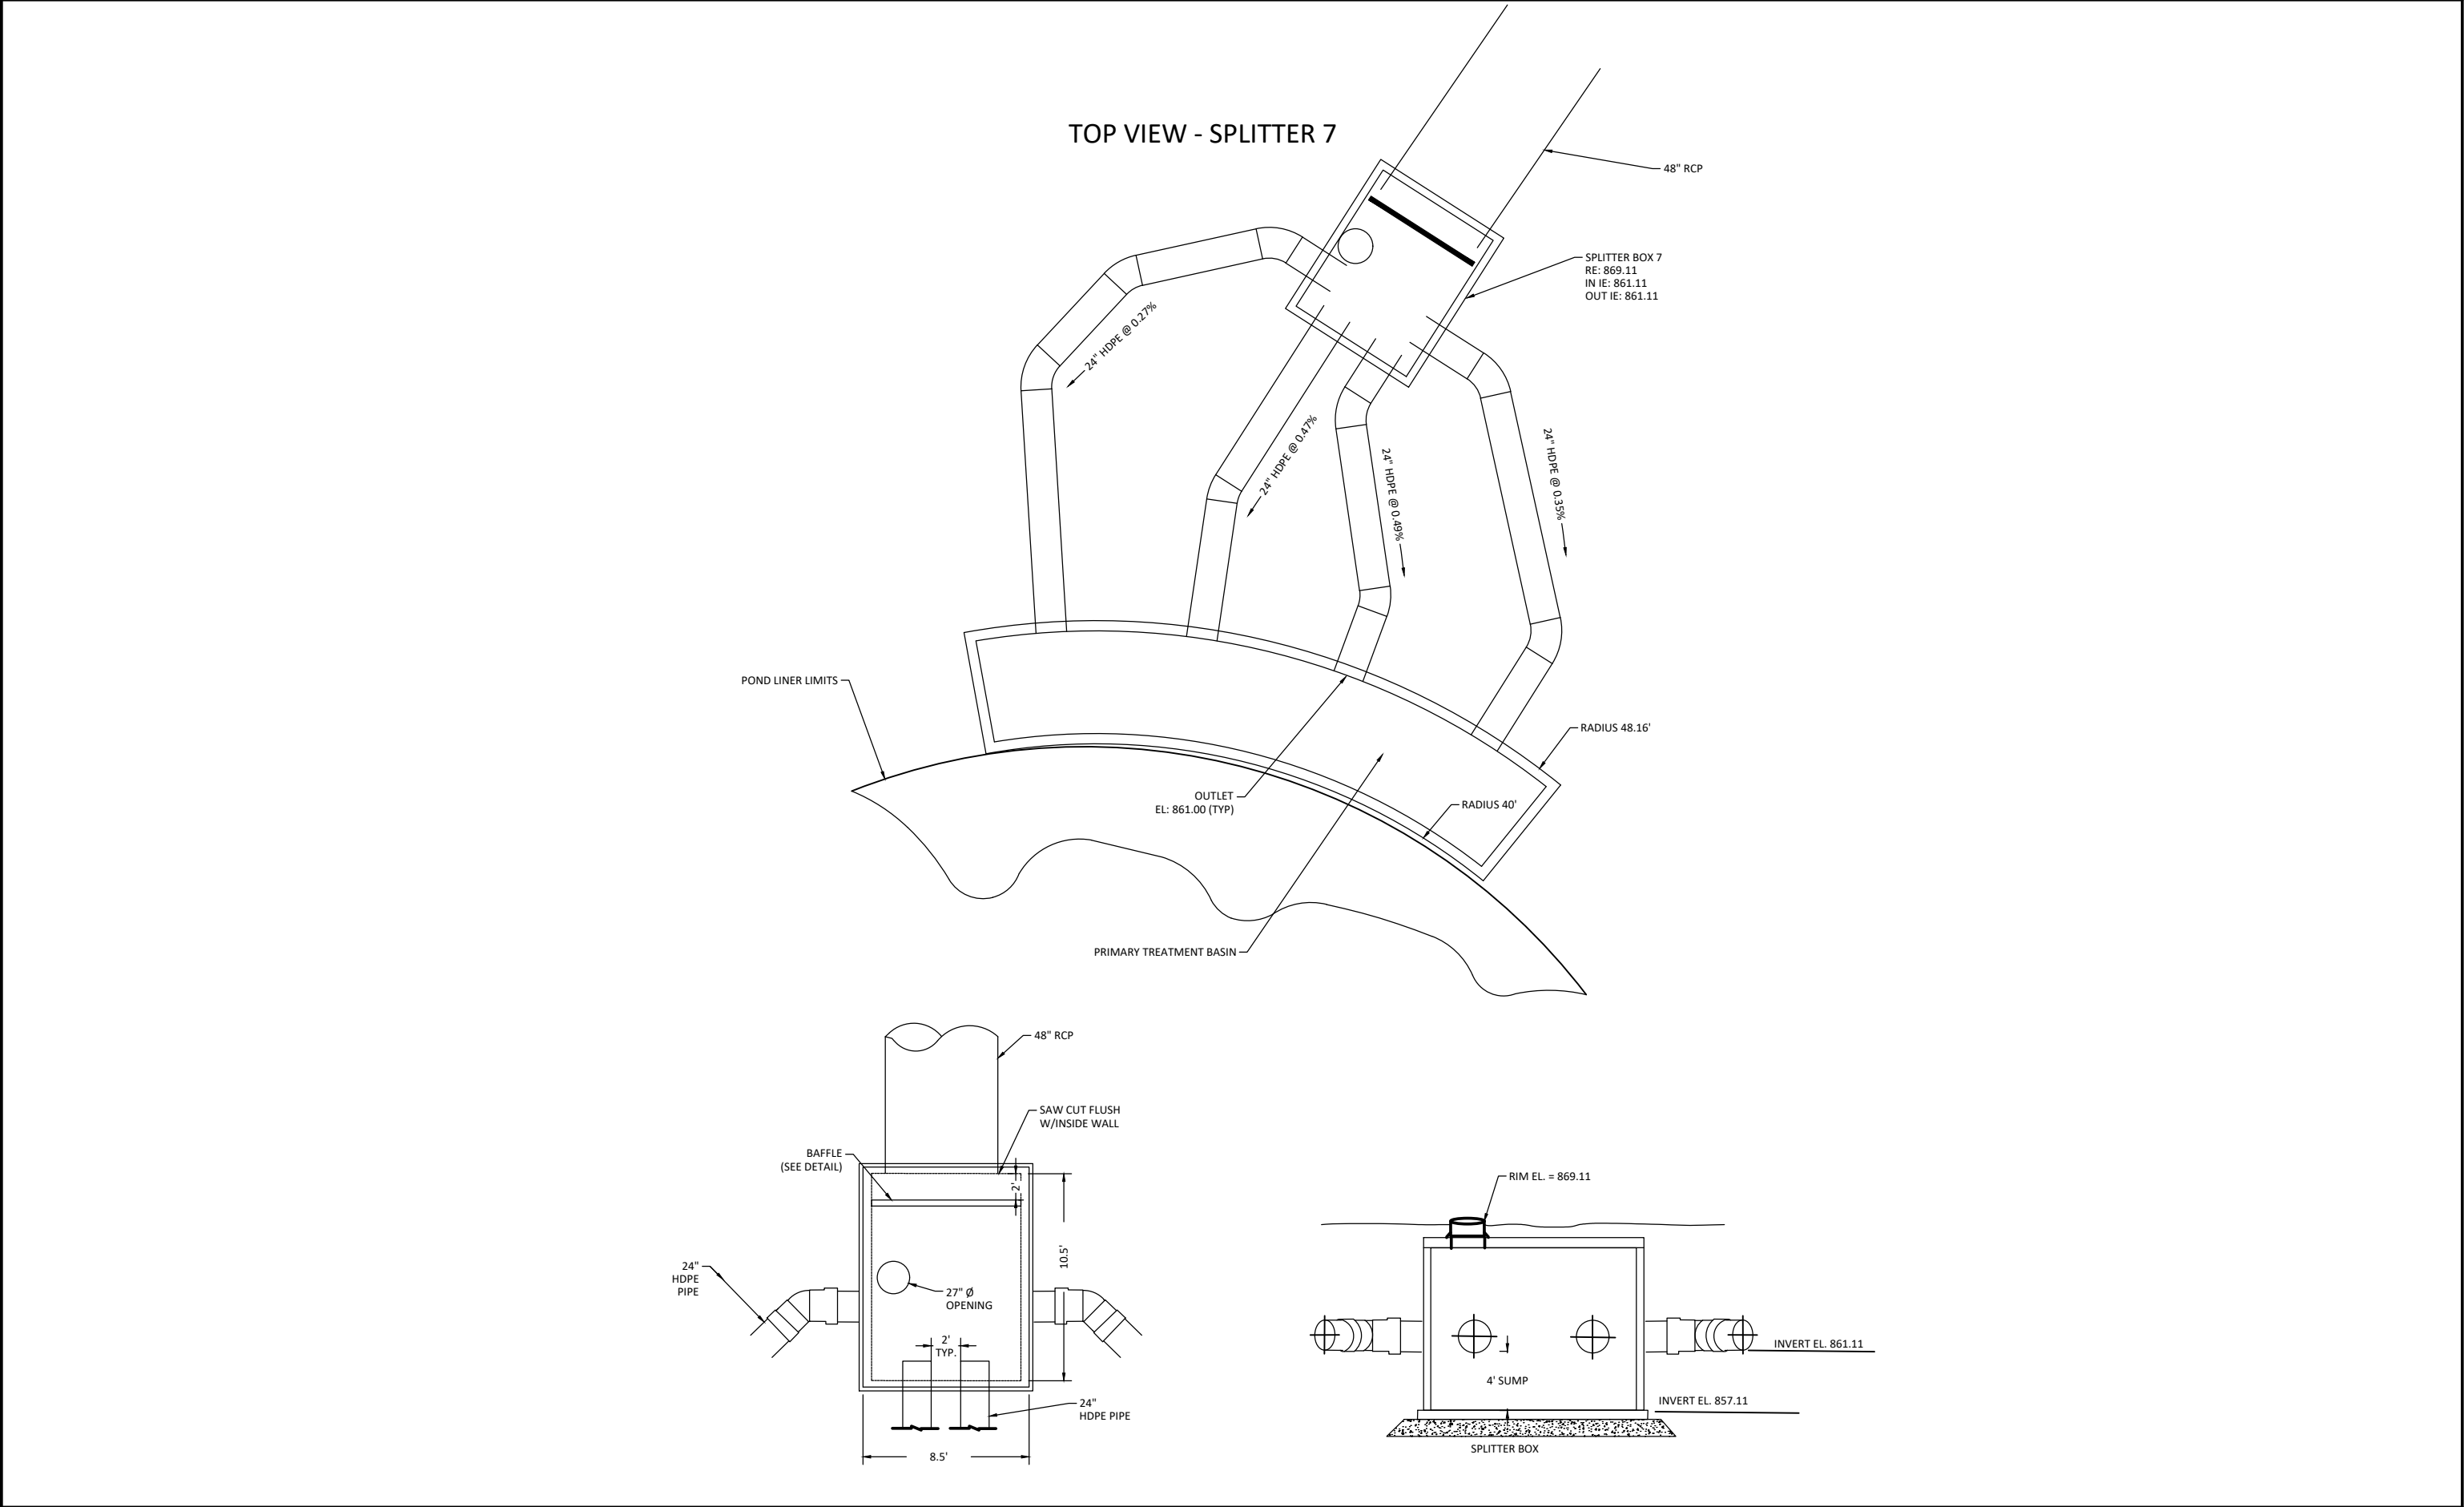 TOP VIEW - SPLITTER 7
48" RCP
SPLITTER BOX 7
RE: 869.11
IN IE: 861.11
OUT IE: 861.11
24" HDPE @ 0.27%
24" HDPE @ 0.47%
24" HDPE @ 0.49%
24" HDPE @ 0.35%
POND LINER LIMITS
RADIUS 48.16'
OUTLET
EL: 861.00 (TYP)
RADIUS 40'
PRIMARY TREATMENT BASIN
48" RCP
SAW CUT FLUSH
W/INSIDE WALL
BAFFLE
(SEE DETAIL)
2'
10.5'
24"
HDPE
PIPE
27" Ø
OPENING
2'
TYP.
24"
HDPE PIPE
8.5'
RIM EL. = 869.11
INVERT EL. 861.11
4' SUMP
INVERT EL. 857.11
SPLITTER BOX